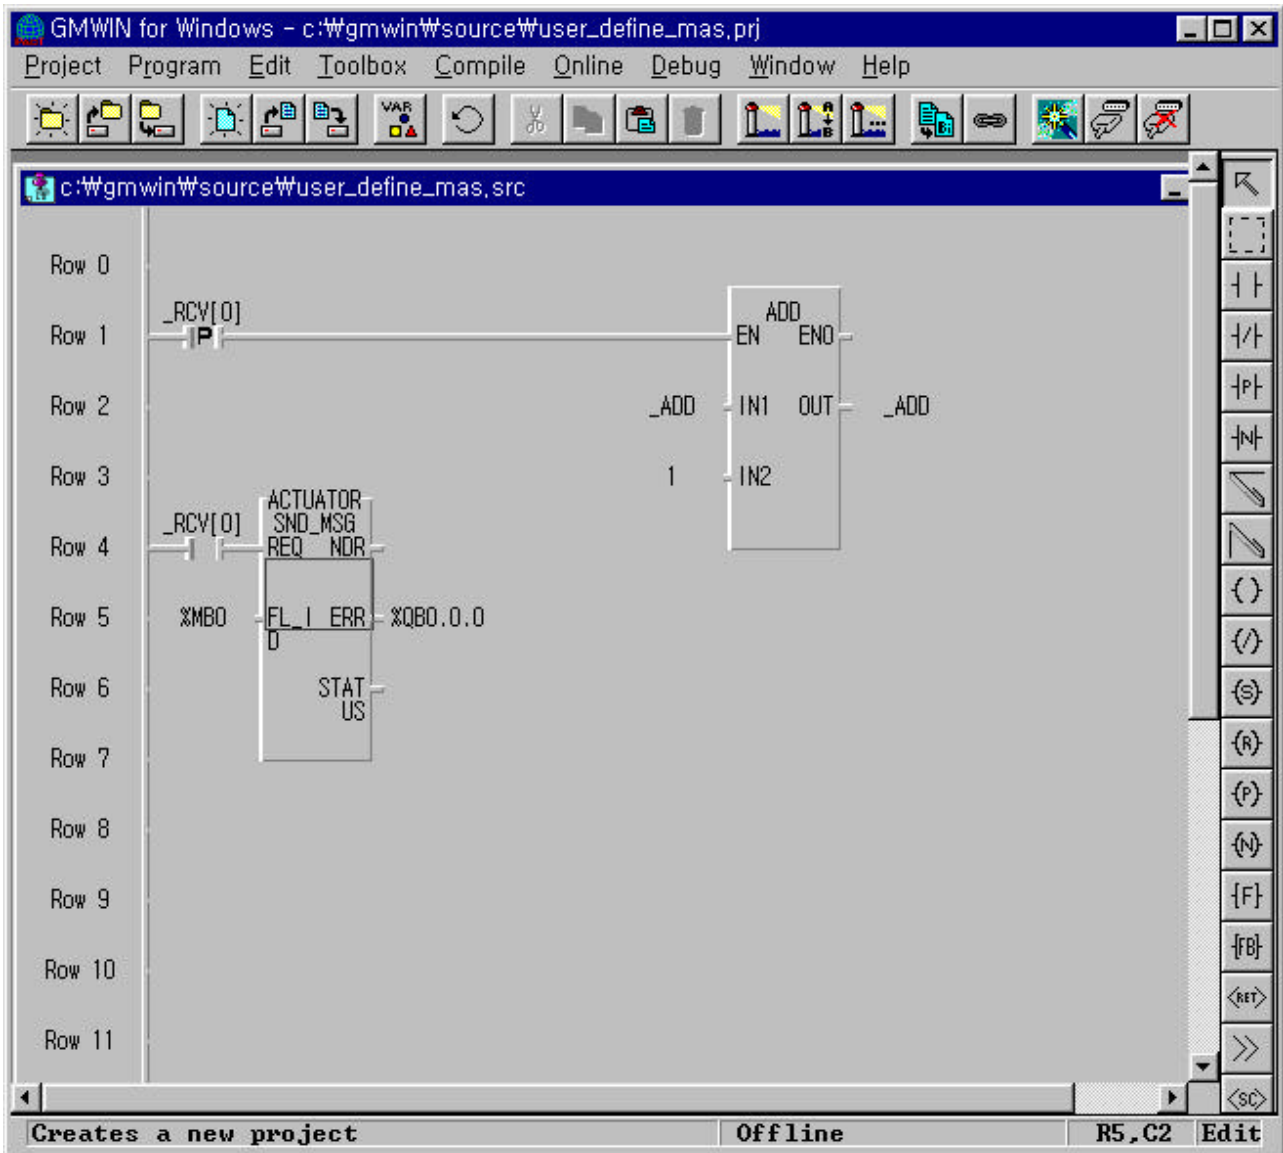 GMWIN for Windows - c:₩gmwin₩source₩user_define_mas,prj
Project Program Edit Toolbox Compile Online Debug Window Help
VAR
A
B
c:₩gmwin₩source₩user_define_mas,src
Row 0
_RCV[0]
ADD
Row 1
P
EN ENO
Row 2
_ADD IN1 OUT _ADD
Row 3
1 IN2
ACTUATOR
_RCV[0] SND_MSG
Row 4
REQ NDR
Row 5
%MB0 FL_I ERR %QB0.0.0
D
Row 6
STAT
US
Row 7
Row 8
Row 9
Row 10
Row 11
P
N
(/)
(S)
(R)
(P)
(N)
{F}
{FB}
<RET>
>>
<SC>
Creates a new project Offline R5,C2 Edit